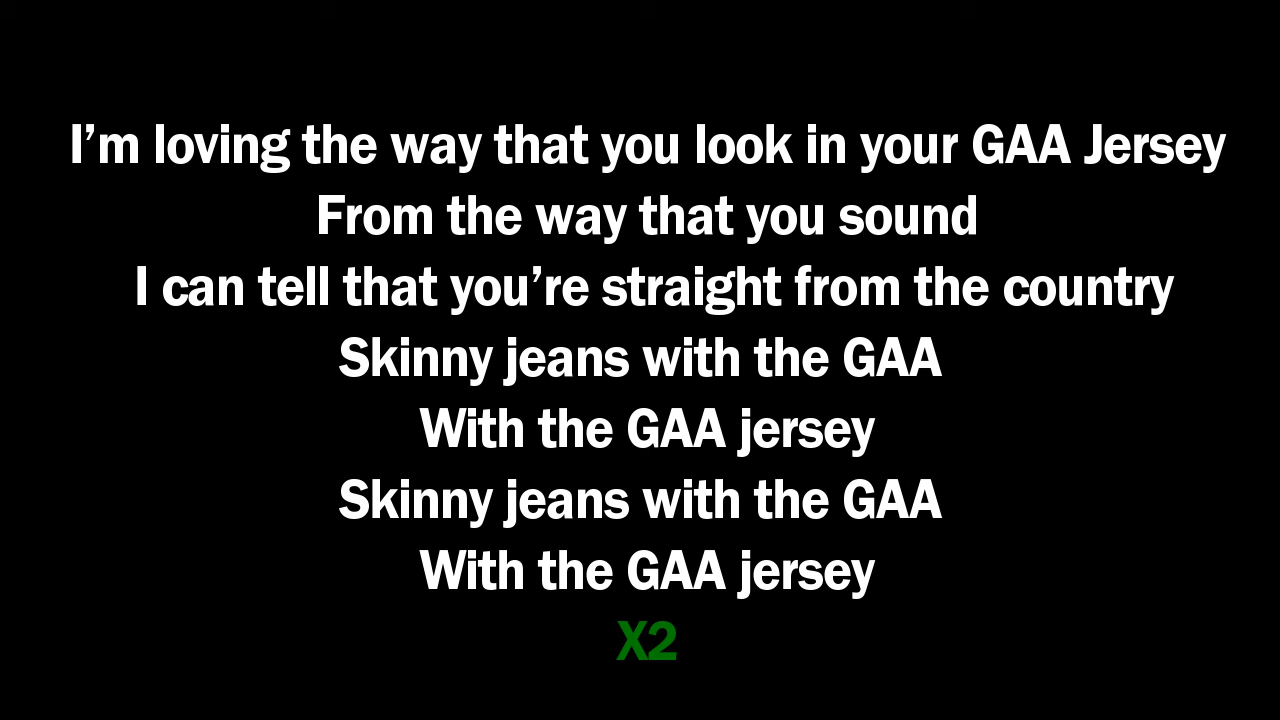 I’m loving the way that you look in your GAA Jersey
From the way that you sound
I can tell that you’re straight from the country
Skinny jeans with the GAA
With the GAA jersey
Skinny jeans with the GAA
With the GAA jersey
X2